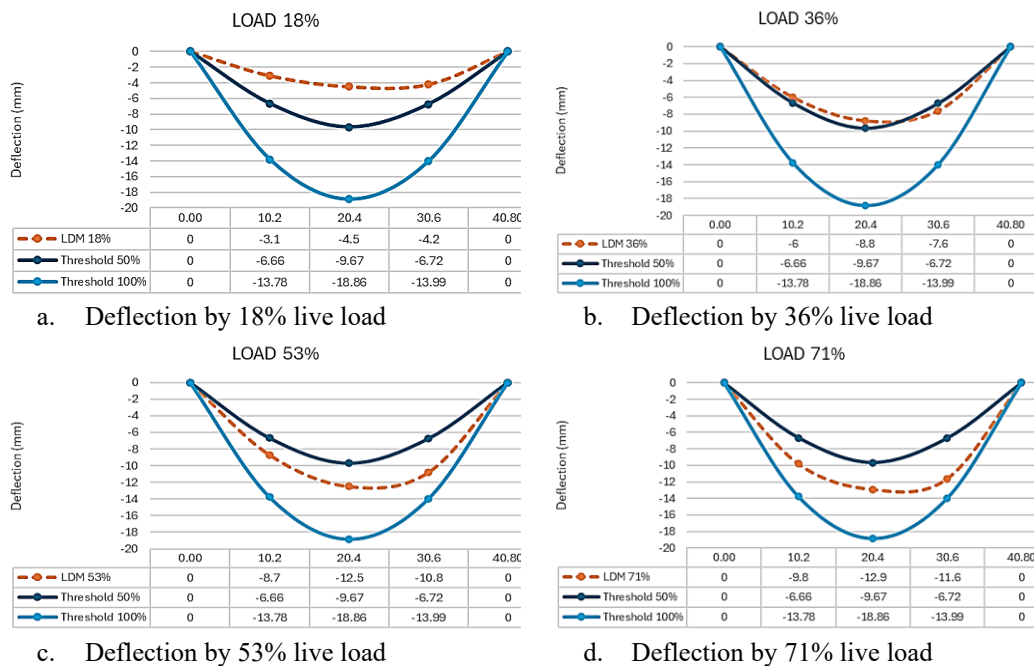 LOAD 18%
Deflection (mm)
0
-2
-4
-6
-8
-10
-12
-14
-16
-18
-20
0.00 10.2 20.4 30.6 40.80
LDM 18% 0 -3.1 -4.5 -4.2 0
Threshold 50% 0 -6.66 -9.67 -6.72 0
Threshold 100% 0 -13.78 -18.86 -13.99 0
a. Deflection by 18% live load
LOAD 36%
Deflection (mm)
0
-2
-4
-6
-8
-10
-12
-14
-16
-18
-20
0.00 10.2 20.4 30.6 40.80
LDM 36% 0 -6 -8.8 -7.6 0
Threshold 50% 0 -6.66 -9.67 -6.72 0
Threshold 100% 0 -13.78 -18.86 -13.99 0
b. Deflection by 36% live load
LOAD 53%
Deflection (mm)
0
-2
-4
-6
-8
-10
-12
-14
-16
-18
-20
0.00 10.2 20.4 30.6 40.80
LDM 53% 0 -8.7 -12.5 -10.8 0
Threshold 50% 0 -6.66 -9.67 -6.72 0
Threshold 100% 0 -13.78 -18.86 -13.99 0
c. Deflection by 53% live load
LOAD 71%
Deflection (mm)
0
-2
-4
-6
-8
-10
-12
-14
-16
-18
-20
0.00 10.2 20.4 30.6 40.80
LDM 71% 0 -9.8 -12.9 -11.6 0
Threshold 50% 0 -6.66 -9.67 -6.72 0
Threshold 100% 0 -13.78 -18.86 -13.99 0
d. Deflection by 71% live load